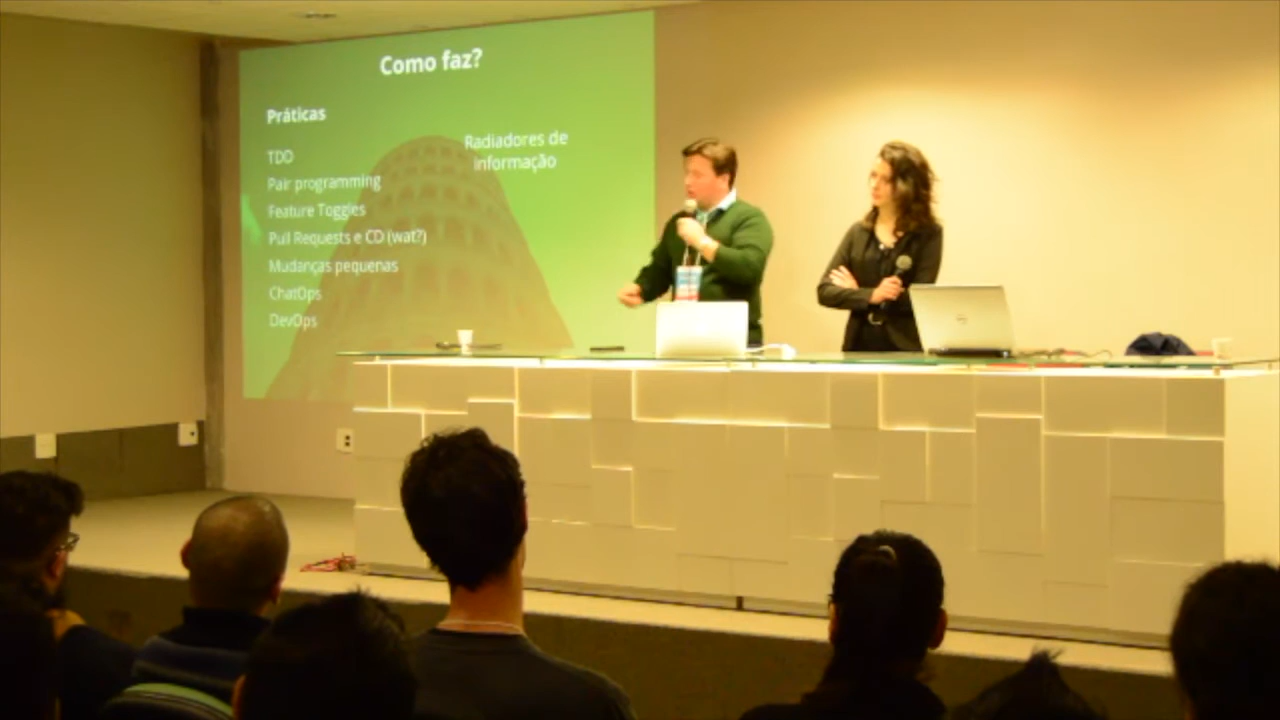 Como faz?
Práticas
TDD
Pair programming
Feature Toggles
Pull Requests e CD (wat?)
Mudanças pequenas
ChatOps
DevOps
Radiadores de
informação